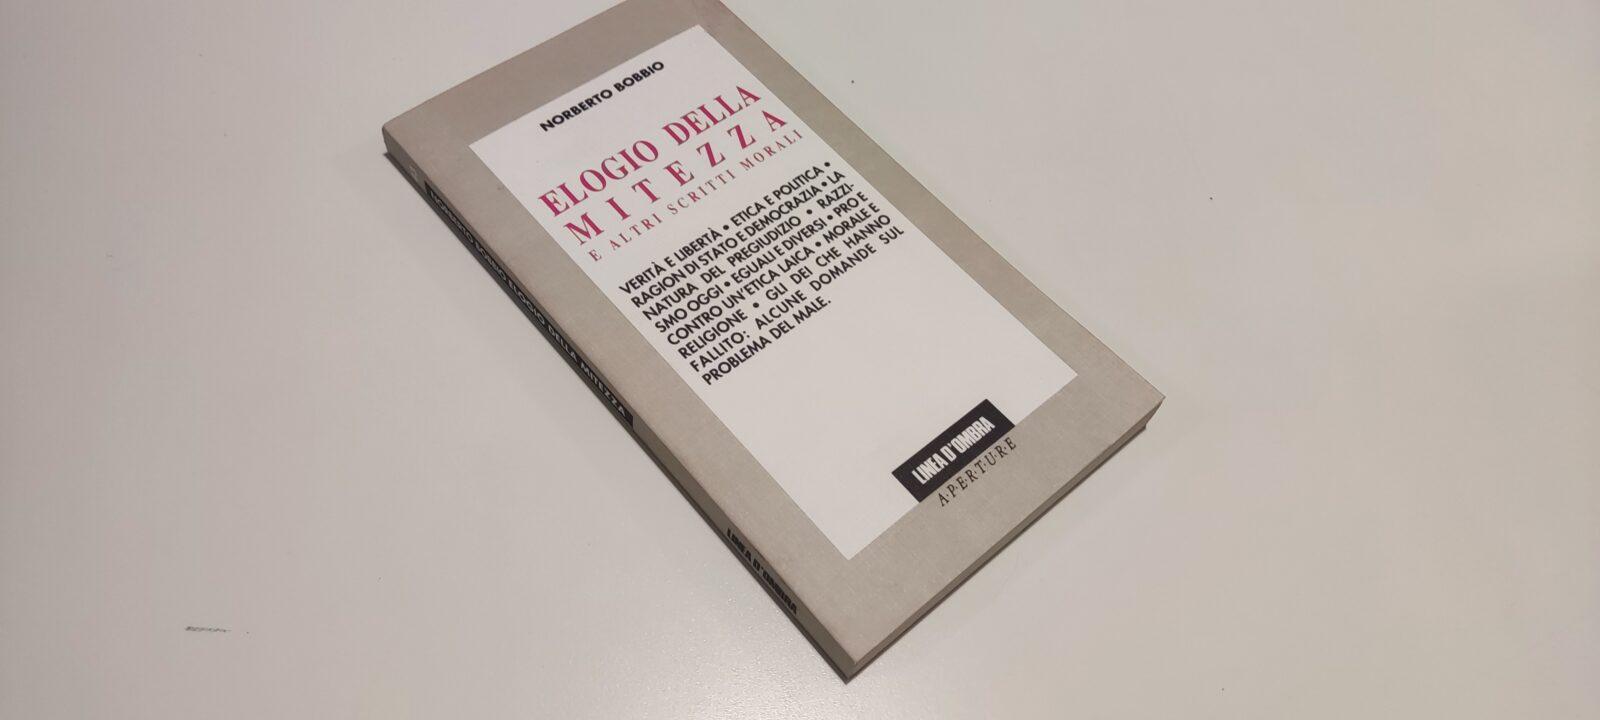 NORBERTO BOBBIO
ELOGIO DELLA
MITEZZA
E ALTRI SCRITTI MORALI
VERITÀ E LIBERTÀ • ETICA E POLITICA •
RAGION DI STATO E DEMOCRAZIA • LA
NATURA DEL PREGIUDIZIO • RAZZI-
SMO OGGI • EGUALI E DIVERSI • PRO E
CONTRO UN'ETICA LAICA • MORALE E
RELIGIONE • GLI DEI CHE HANNO
FALLITO: ALCUNE DOMANDE SUL
PROBLEMA DEL MALE.
LINEA D'OMBRA
A·P·E·R·T·U·R·E
NORBERTO BOBBIO ELOGIO DELLA MITEZZA
LINEA D'OMBRA